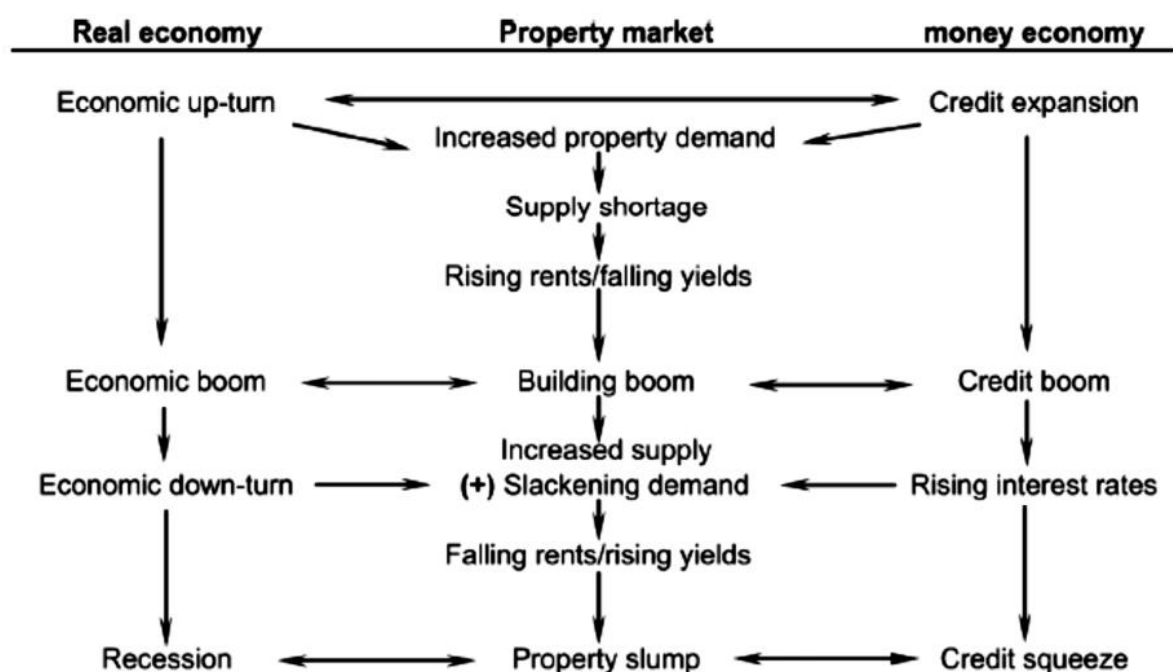 Real economy Property market money economy
Economic up-turn Credit expansion
Increased property demand
Supply shortage
Rising rents/falling yields
Economic boom Building boom Credit boom
Increased supply
Economic down-turn (+) Slackening demand Rising interest rates
Falling rents/rising yields
Recession Property slump Credit squeeze